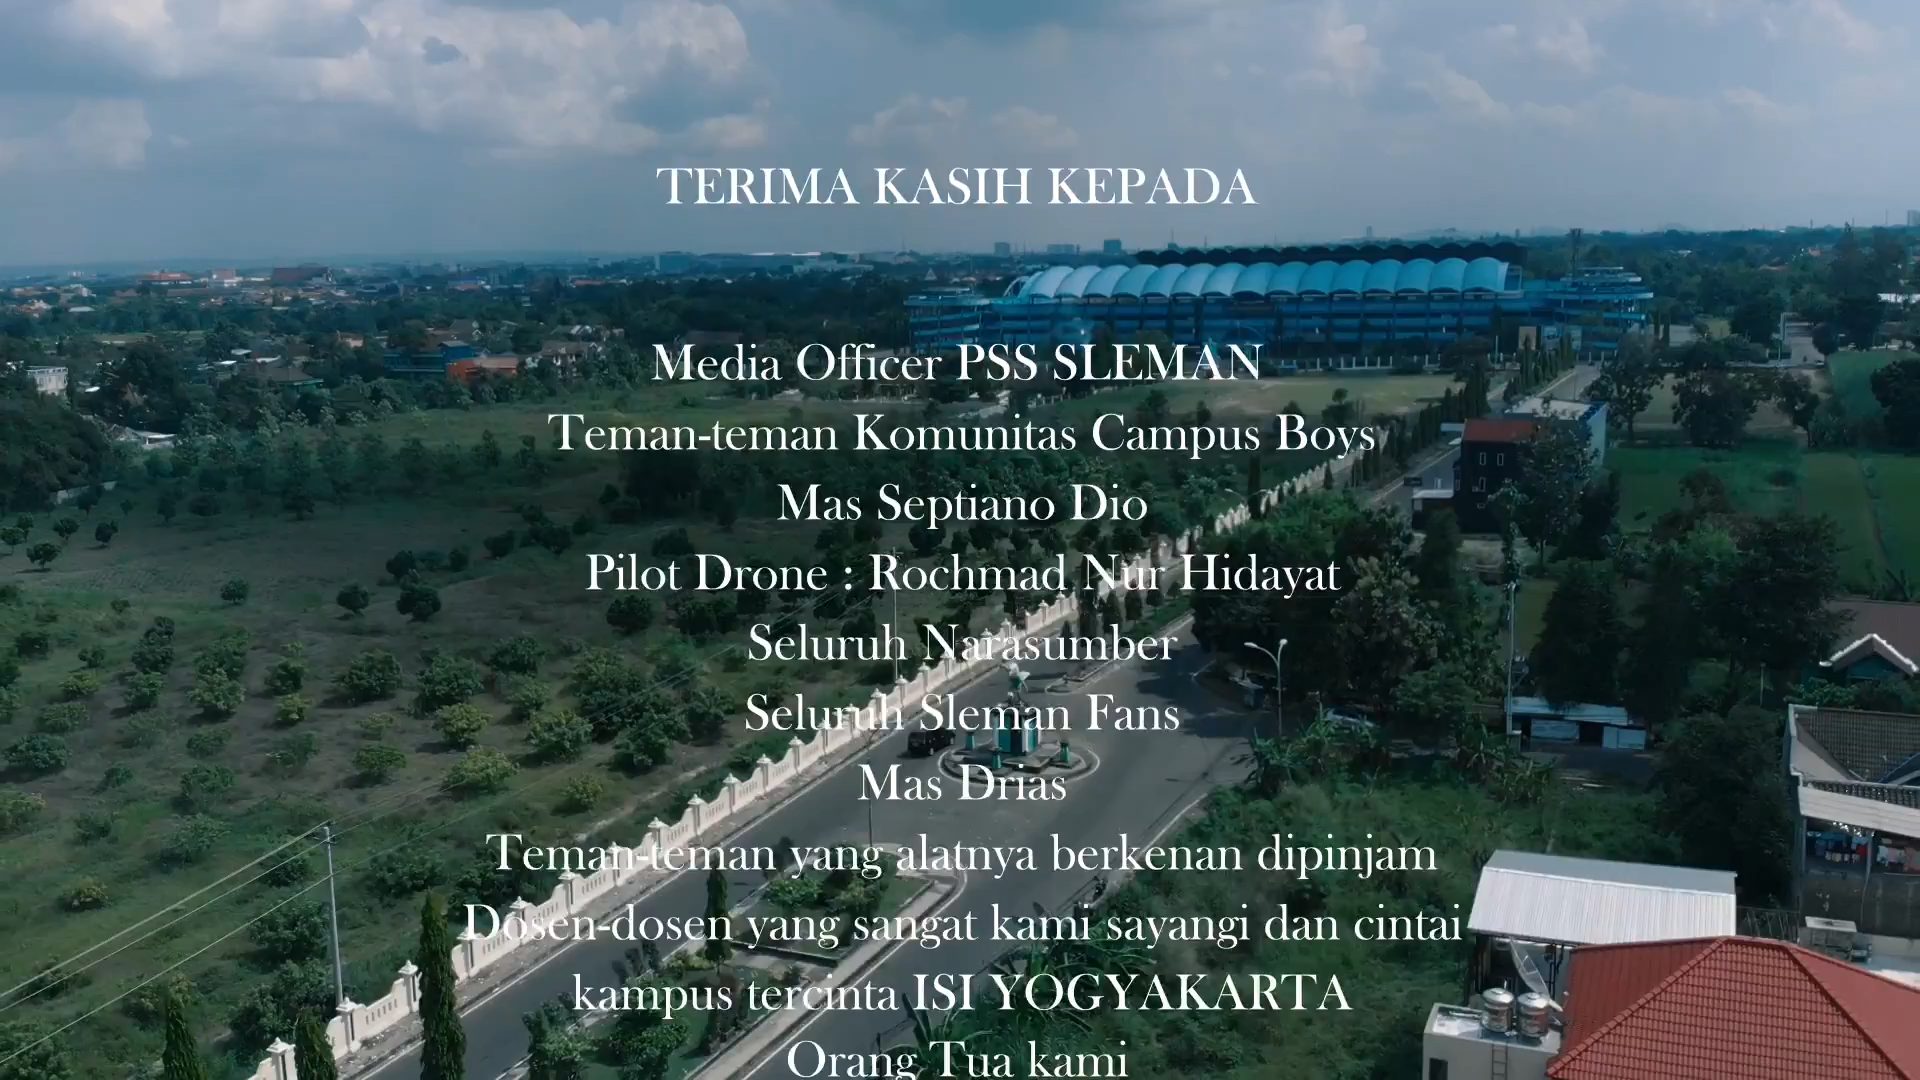 TERIMA KASIH KEPADA
Media Officer PSS SLEMAN
Teman-teman Komunitas Campus Boys
Mas Septiano Dio
Pilot Drone : Rochmad Nur Hidayat
Seluruh Narasumber
Seluruh Sleman Fans
Mas Drias
Teman-teman yang alatnya berkenan dipinjam
Dosen-dosen yang sangat kami sayangi dan cintai
kampus tercinta ISI YOGYAKARTA
Orang Tua kami